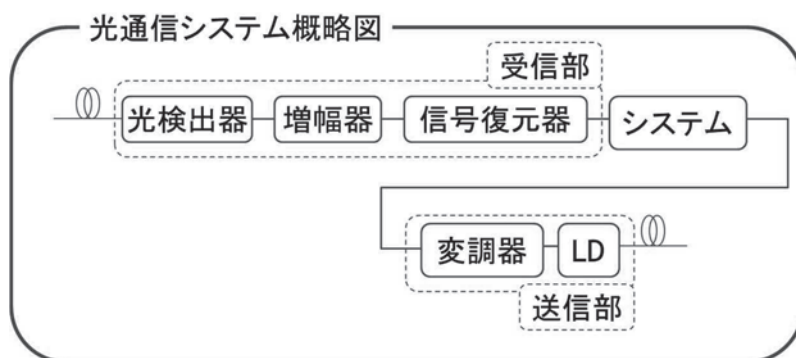 光通信システム概略図
受信部
光検出器
増幅器
信号復元器
システム
変調器
LD
送信部